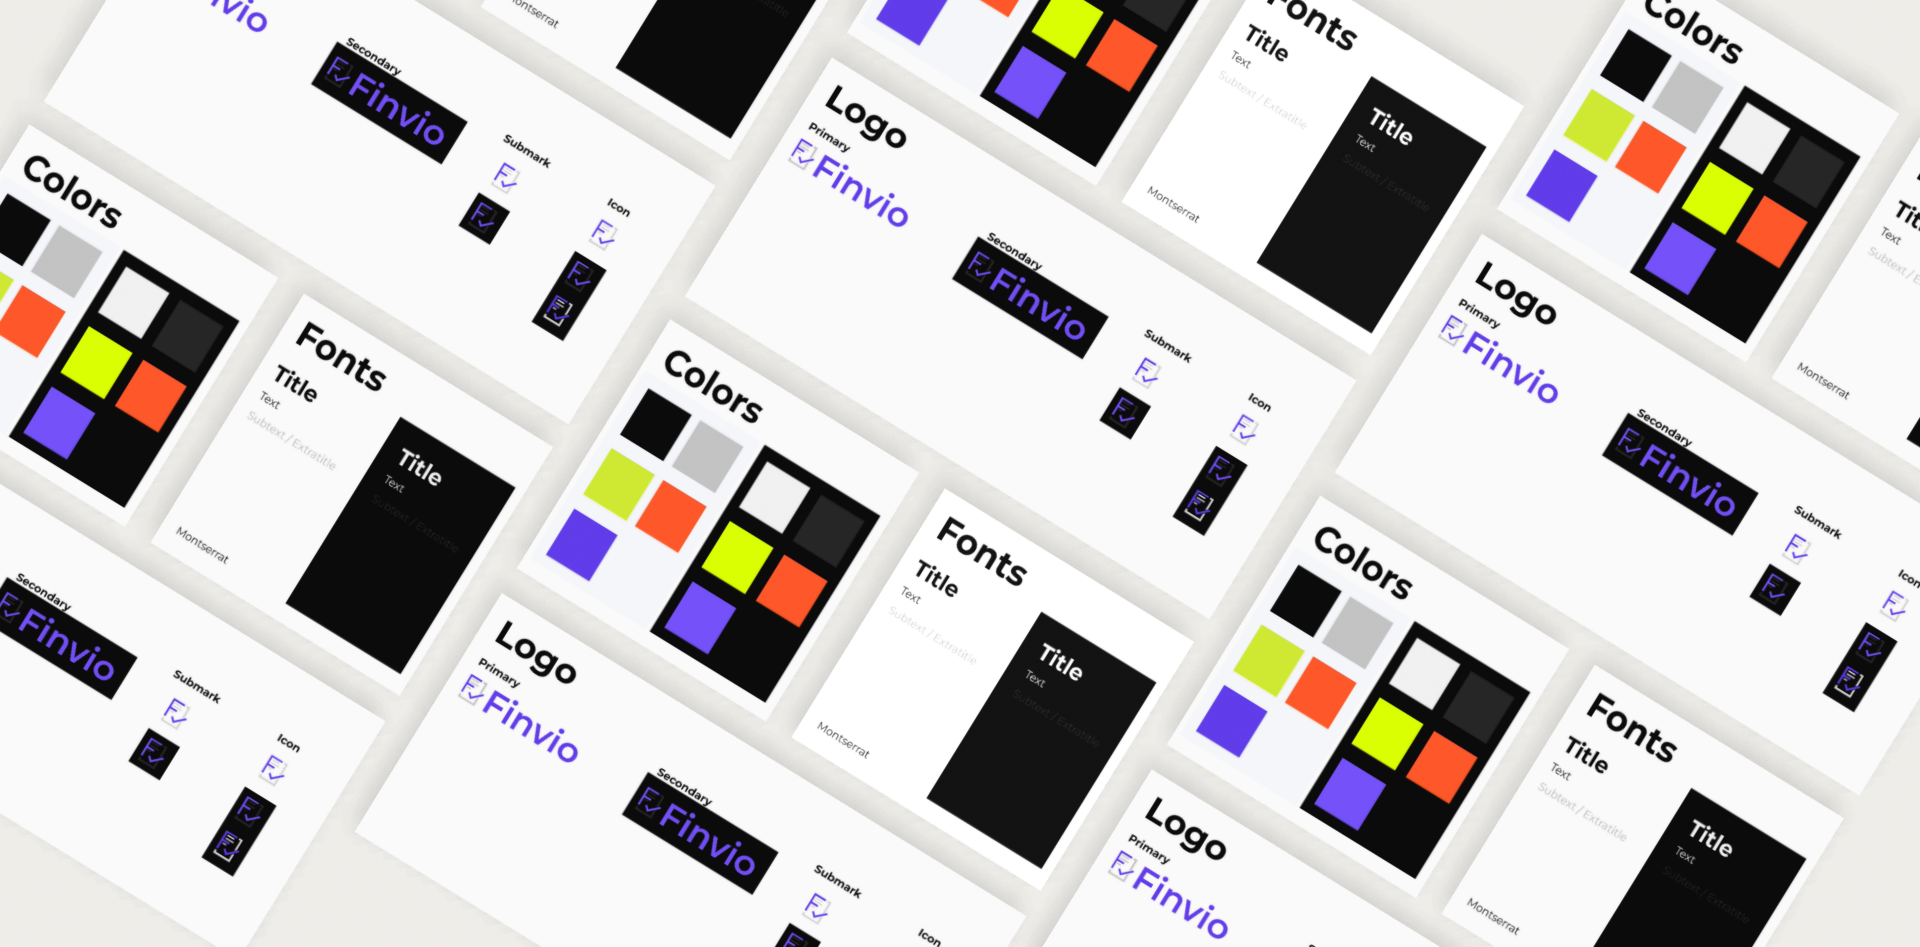 Finvio
Secondary
Finvio
Submark
Icon
Montserrat
Colors
Fonts
Title
Text
Subtext / Extratitle
Title
Text
Subtext / Extratitle
Montserrat
Secondary
Finvio
Submark
Icon
Logo
Primary
Finvio
Secondary
Finvio
Submark
Icon
Fonts
Title
Text
Subtext / Extratitle
Title
Text
Subtext / Extratitle
Montserrat
Colors
Fonts
Title
Text
Subtext / Extratitle
Title
Text
Subtext / Extratitle
Montserrat
Logo
Primary
Finvio
Secondary
Finvio
Submark
Icon
Colors
Text
Montserrat
Logo
Primary
Finvio
Secondary
Finvio
Submark
Icon
Colors
Fonts
Title
Text
Subtext / Extratitle
Title
Text
Subtext / Extratitle
Montserrat
Logo
Primary
Finvio